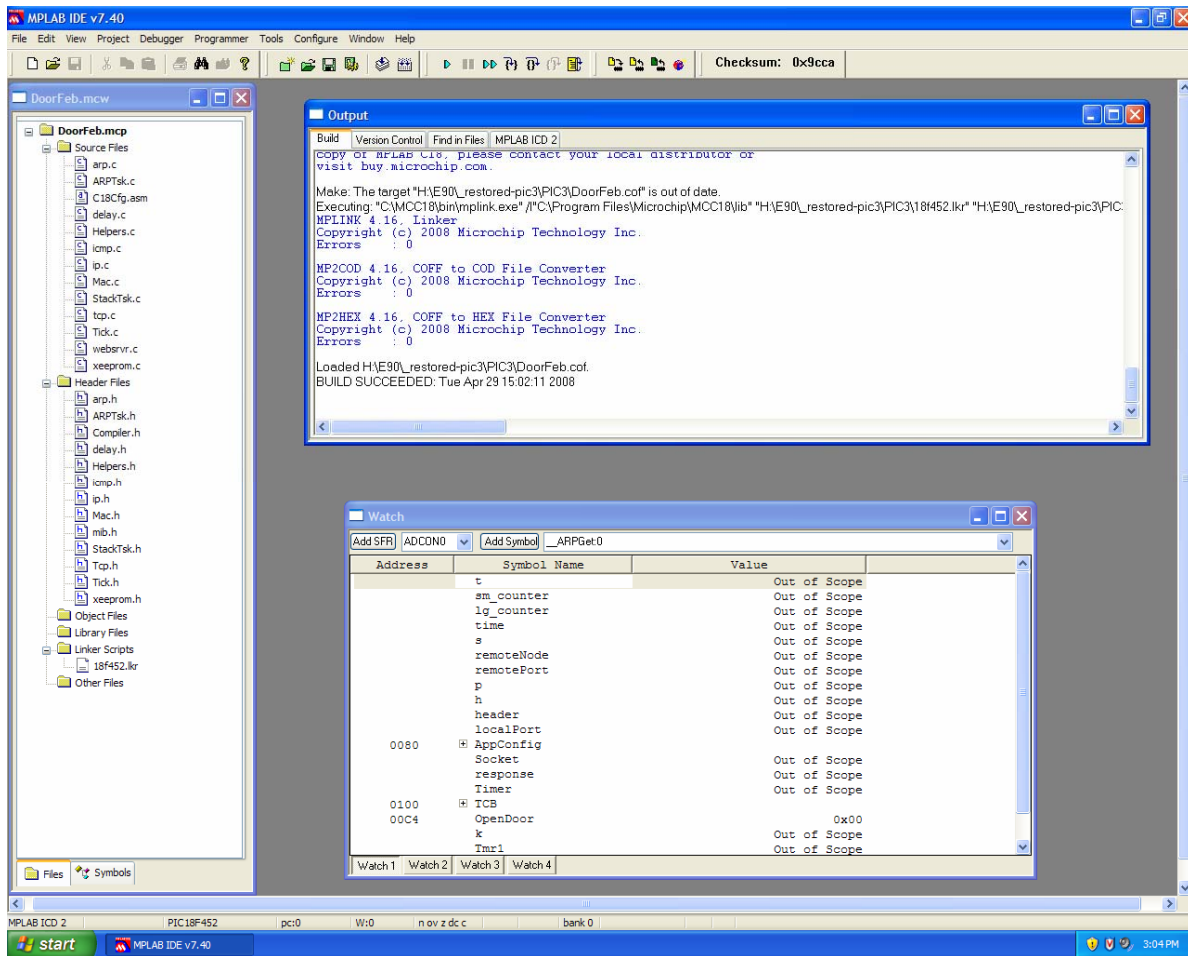 MPLAB IDE v7.40
File Edit View Project Debugger Programmer Tools Configure Window Help
Checksum: 0x9cca
DoorFeb.mcw
DoorFeb.mcp
Source Files
arp.c
ARPTsk.c
C18Cfg.asm
delay.c
Helpers.c
icmp.c
ip.c
Mac.c
StackTsk.c
tcp.c
Tick.c
websrvr.c
xeeprom.c
Header Files
arp.h
ARPTsk.h
Compiler.h
delay.h
Helpers.h
icmp.h
ip.h
Mac.h
mib.h
StackTsk.h
Tcp.h
Tick.h
xeeprom.h
Object Files
Library Files
Linker Scripts
18f452.lkr
Other Files
Files Symbols
Output
Build Version Control Find in Files MPLAB ICD 2
copy of MPLAB C18, please contact your local distributor or
visit buy.microchip.com.
Make: The target "H:\E90\_restored-pic3\PIC3\DoorFeb.cof" is out of date.
Executing: "C:\MCC18\bin\mplink.exe" /l"C:\Program Files\Microchip\MCC18\lib" "H:\E90\_restored-pic3\PIC3\18f452.lkr" "H:\E90\_restored-pic3\PIC:
MPLINK 4.16, Linker
Copyright (c) 2008 Microchip Technology Inc.
Errors : 0
MP2COD 4.16, COFF to COD File Converter
Copyright (c) 2008 Microchip Technology Inc.
Errors : 0
MP2HEX 4.16, COFF to HEX File Converter
Copyright (c) 2008 Microchip Technology Inc.
Errors : 0
Loaded H:\E90\_restored-pic3\PIC3\DoorFeb.cof.
BUILD SUCCEEDED: Tue Apr 29 15:02:11 2008
Watch
Add SFR ADCON0 Add Symbol __ARPGet:0
Address Symbol Name Value
t Out of Scope
sm_counter Out of Scope
lg_counter Out of Scope
time Out of Scope
s Out of Scope
remoteNode Out of Scope
remotePort Out of Scope
p Out of Scope
h Out of Scope
header Out of Scope
localPort Out of Scope
0080 AppConfig
Socket Out of Scope
response Out of Scope
Timer Out of Scope
0100 TCB
00C4 OpenDoor 0x00
k Out of Scope
Tmr1 Out of Scope
Watch 1 Watch 2 Watch 3 Watch 4
MPLAB ICD 2 PIC18F452 pc:0 W:0 n ov z dc c bank 0
start MPLAB IDE v7.40 3:04 PM